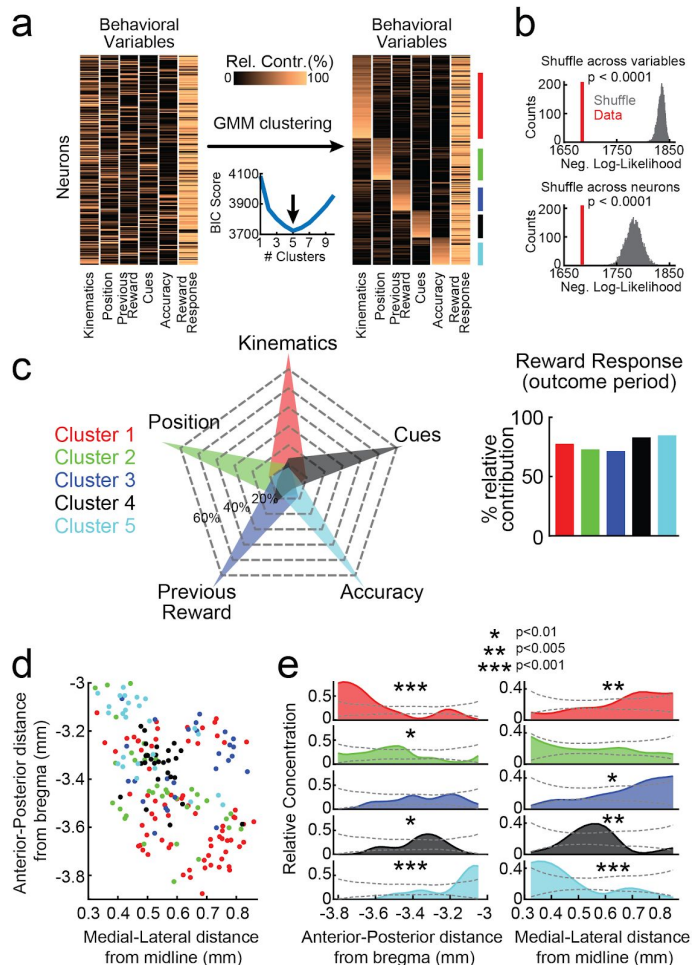 a
Behavioral
Variables
Neurons
Kinematics
Position
Previous
Reward
Cues
Accuracy
Reward
Response
Rel. Contr.(%)
0 100
GMM clustering
BIC Score
4100
3700
1 3 5 7 9
# Clusters
Behavioral
Variables
Kinematics
Position
Previous
Reward
Cues
Accuracy
Reward
Response
b
Shuffle across variables
p < 0.0001
Shuffle
Data
Counts
200
100
0
1650 1750 1850
Neg. Log-Likelihood
Shuffle across neurons
p < 0.0001
Counts
200
100
0
1650 1750 1850
Neg. Log-Likelihood
c
Cluster 1
Cluster 2
Cluster 3
Cluster 4
Cluster 5
Kinematics
Position
Cues
Previous
Reward
Accuracy
20%
40%
60%
Reward Response
(outcome period)
% relative
contribution
100
50
0
d
Anterior-Posterior distance
from bregma (mm)
-3
-3.2
-3.4
-3.6
-3.8
0.3 0.4 0.5 0.6 0.7 0.8
Medial-Lateral distance
from midline (mm)
e
* p<0.01
** p<0.005
*** p<0.001
Relative Concentration
0.5
0
***
0.4
0
**
0.5
0
*
0.4
0
0.5
0
0.4
0
*
0.5
0
*
0.4
0
**
0.5
0
***
0.4
0
***
-3.8 -3.6 -3.4 -3.2 -3
Anterior-Posterior distance
from bregma (mm)
0.3 0.4 0.5 0.6 0.7 0.8
Medial-Lateral distance
from midline (mm)